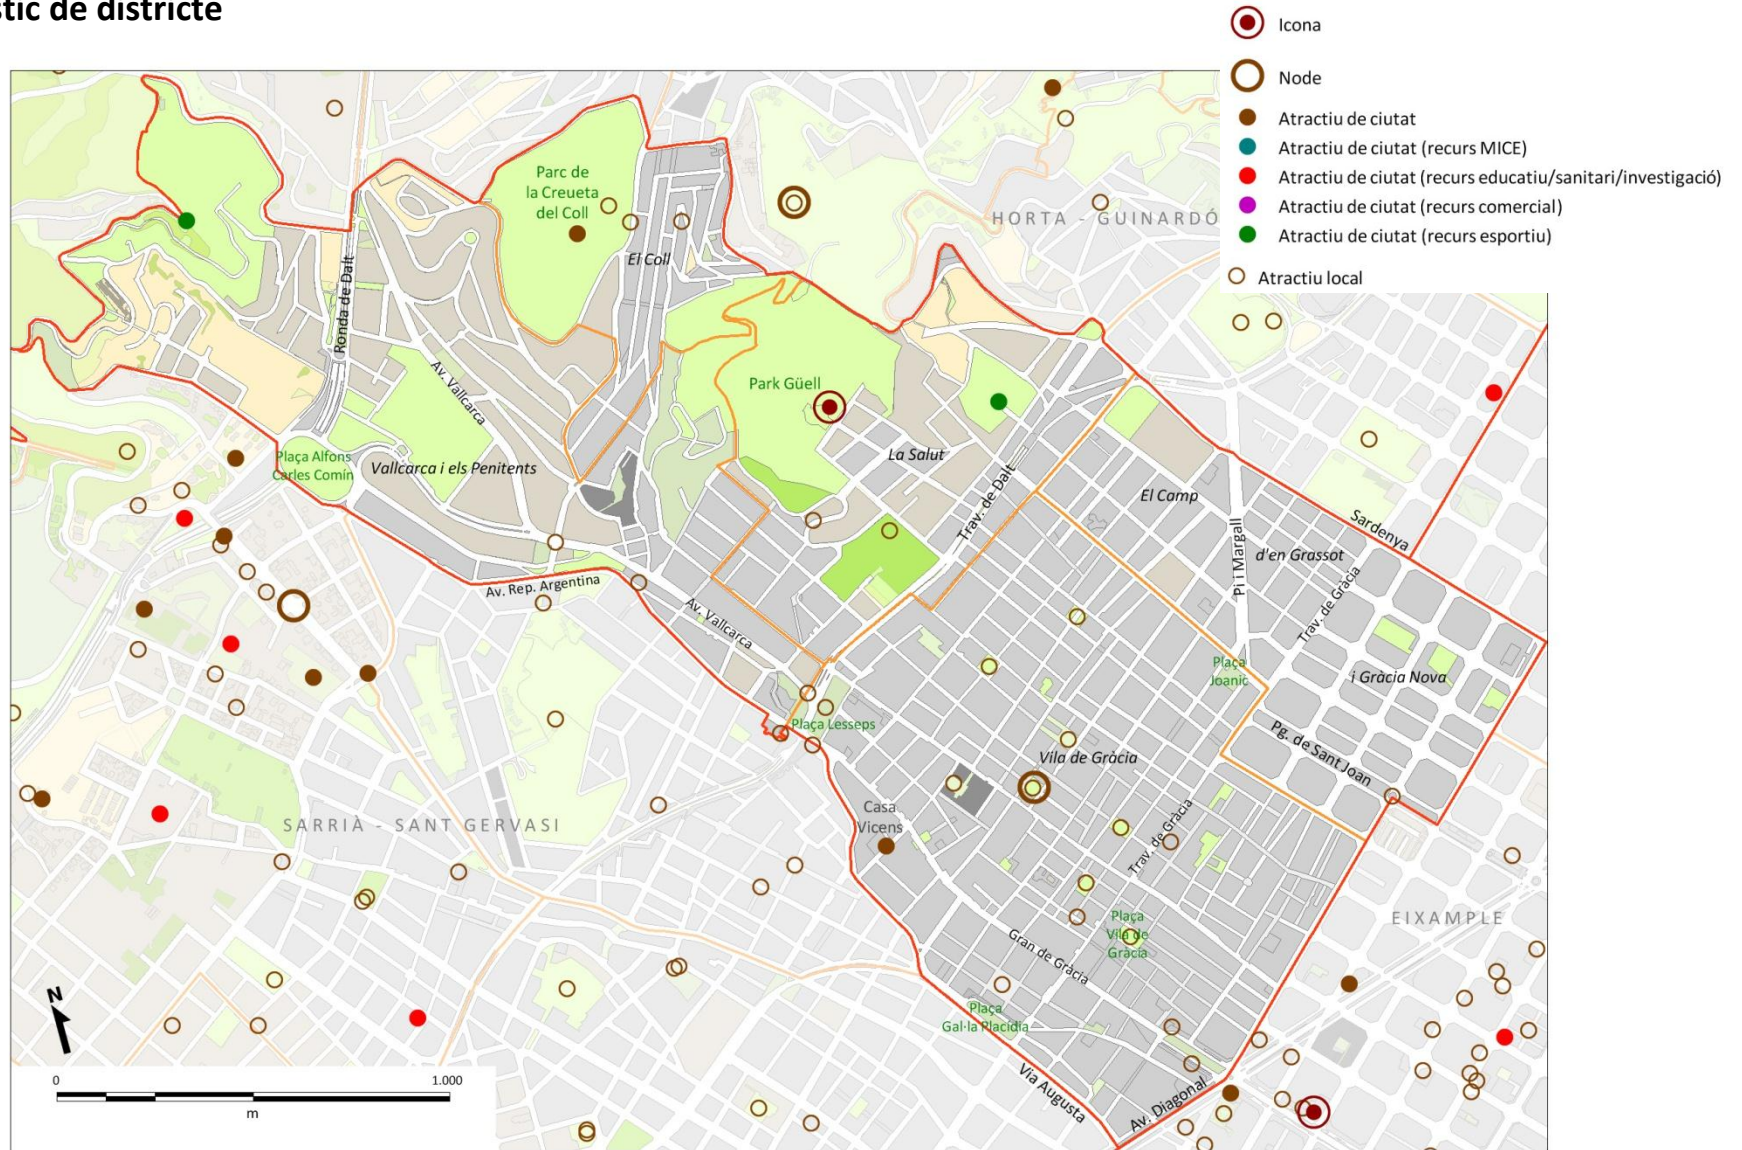 stic de districte
Icona
Node
Atractiu de ciutat
Atractiu de ciutat (recurs MICE)
Atractiu de ciutat (recurs educatiu/sanitari/investigació)
Atractiu de ciutat (recurs comercial)
Atractiu de ciutat (recurs esportiu)
Atractiu local
Parc de
la Creueta
del Coll
HORTA - GUINARDÓ
El Coll
Ronda de Dalt
Av. Vallcarca
Park Güell
Plaça Alfons
Carles Comín
Vallcarca i els Penitents
La Salut
Trav. de Dalt
El Camp
Sardenya
Pi i Margall
d'en Grassot
Trav. de Gràcia
Av. Rep. Argentina
Av. Vallcarca
Plaça
Joanic
i Gràcia Nova
Plaça Lesseps
Pg. de Sant Joan
Vila de Gràcia
Casa
Vicens
SARRIÀ - SANT GERVASI
Trav. de Gràcia
EIXAMPLE
Plaça
Vila de
Gràcia
Gran de Gràcia
Plaça
Gal·la Placídia
N
Via Augusta
Av. Diagonal
0
1.000
m